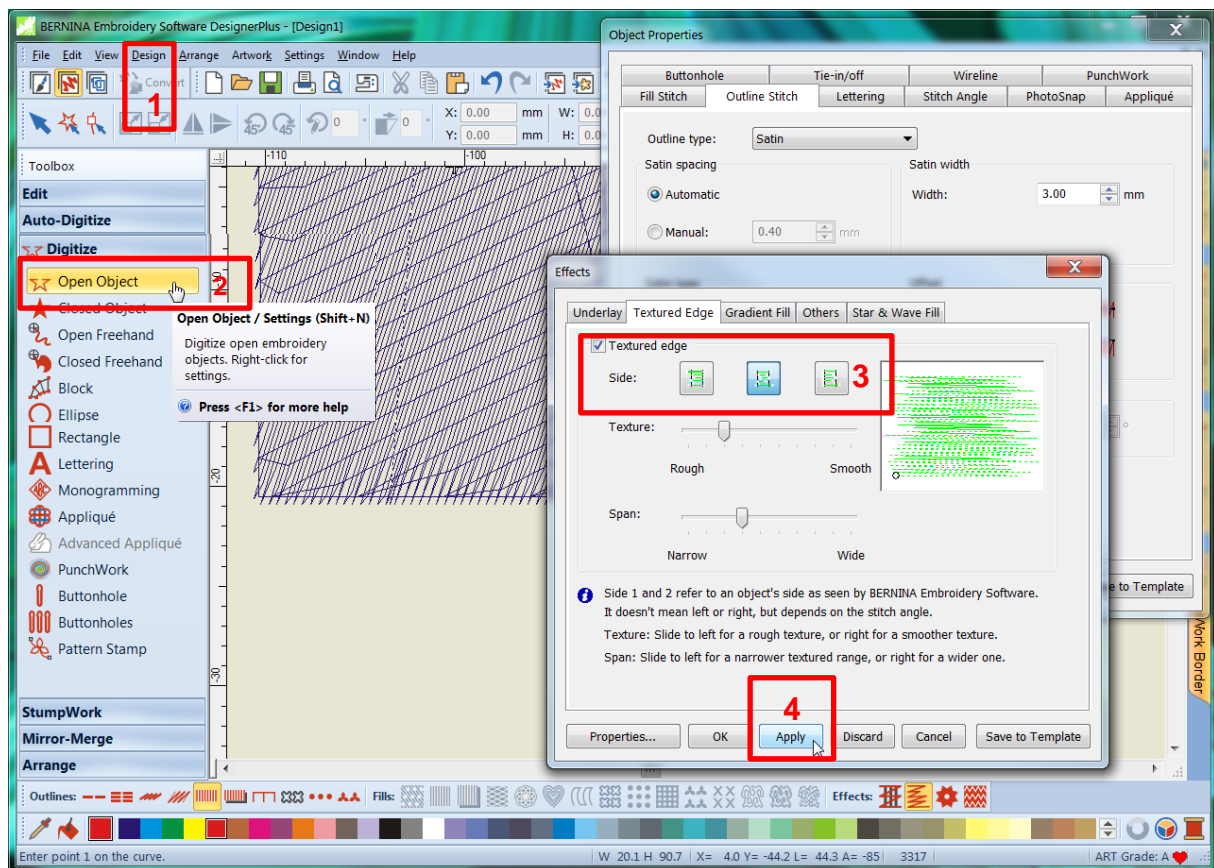 BERNINA Embroidery Software DesignerPlus - [Design1]
File Edit View Design Arrange Artwork Settings Window Help
Convert
1
45 45 0 0
X: 0.00 mm W: 0.0
Y: 0.00 mm H: 0.0
Toolbox
-110 -100
Edit
Auto-Digitize
Digitize
Open Object
2
Closed Object
Open Freehand
Closed Freehand
Block
Ellipse
Rectangle
Lettering
Monogramming
Appliqué
Advanced Appliqué
PunchWork
Buttonhole
Buttonholes
Pattern Stamp
StumpWork
Mirror-Merge
Arrange
Open Object / Settings (Shift+N)
Digitize open embroidery
objects. Right-click for
settings.
Press <F1> for more help
-20
-30
Object Properties
Buttonhole Tie-in/off Wireline PunchWork
Fill Stitch Outline Stitch Lettering Stitch Angle PhotoSnap Appliqué
Outline type: Satin
Satin spacing Satin width
Automatic Width: 3.00 mm
Manual: 0.40 mm
e to Template
Work Border
Effects
Underlay Textured Edge Gradient Fill Others Star & Wave Fill
Textured edge
Side: 3
Texture:
Rough Smooth
Span:
Narrow Wide
Side 1 and 2 refer to an object's side as seen by BERNINA Embroidery Software.
It doesn't mean left or right, but depends on the stitch angle.
Texture: Slide to left for a rough texture, or right for a smoother texture.
Span: Slide to left for a narrower textured range, or right for a wider one.
4
Properties... OK Apply Discard Cancel Save to Template
Outlines: Fills: Effects:
Enter point 1 on the curve. W 20.1 H 90.7 X= 4.0 Y= -44.2 L= 44.3 A= -85 3317 ART Grade: A